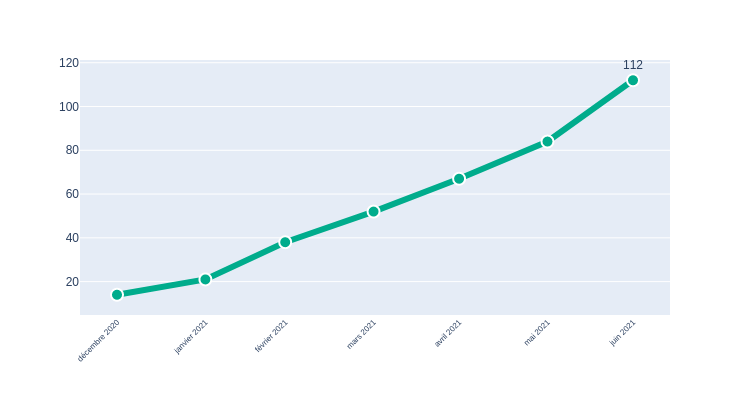 120
112
100
80
60
40
20
décembre 2020
janvier 2021
février 2021
mars 2021
avril 2021
mai 2021
juin 2021